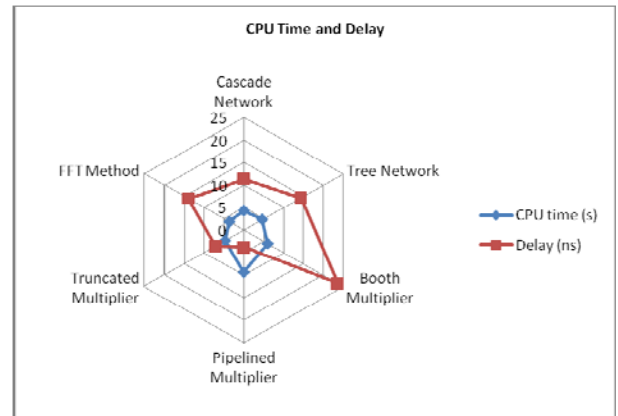 CPU Time and Delay
Cascade
Network
25
20
15
10
5
0
Tree Network
Booth
Multiplier
Pipelined
Multiplier
Truncated
Multiplier
FFT Method
CPU time (s)
Delay (ns)